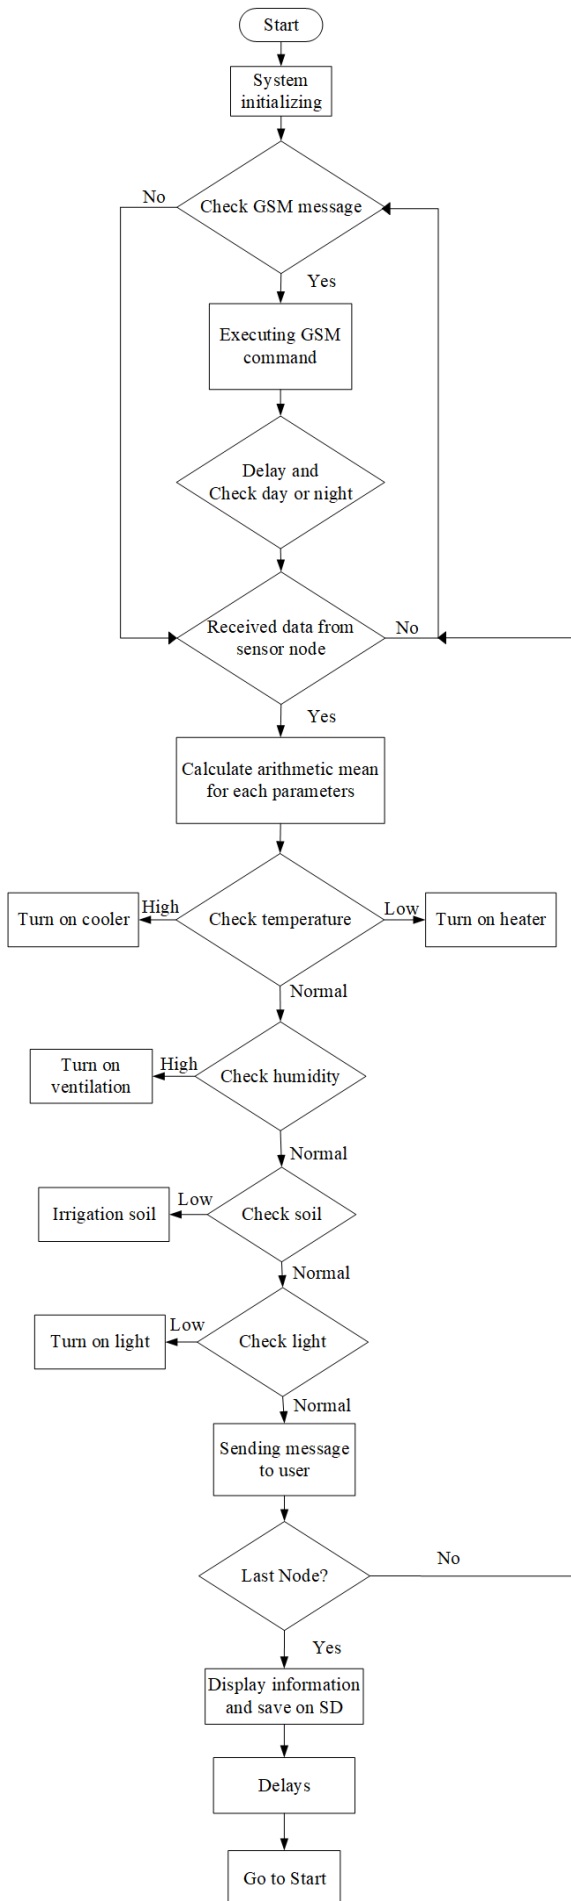 Start
System
initializing
No
Check GSM message
Yes
Executing GSM
command
Delay and
Check day or night
Received data from
sensor node
No
Yes
Calculate arithmetic mean
for each parameters
Turn on cooler
High
Check temperature
Low
Turn on heater
Normal
Turn on
ventilation
High
Check humidity
Normal
Irrigation soil
Low
Check soil
Normal
Turn on light
Low
Check light
Normal
Sending message
to user
Last Node?
No
Yes
Display information
and save on SD
Delays
Go to Start